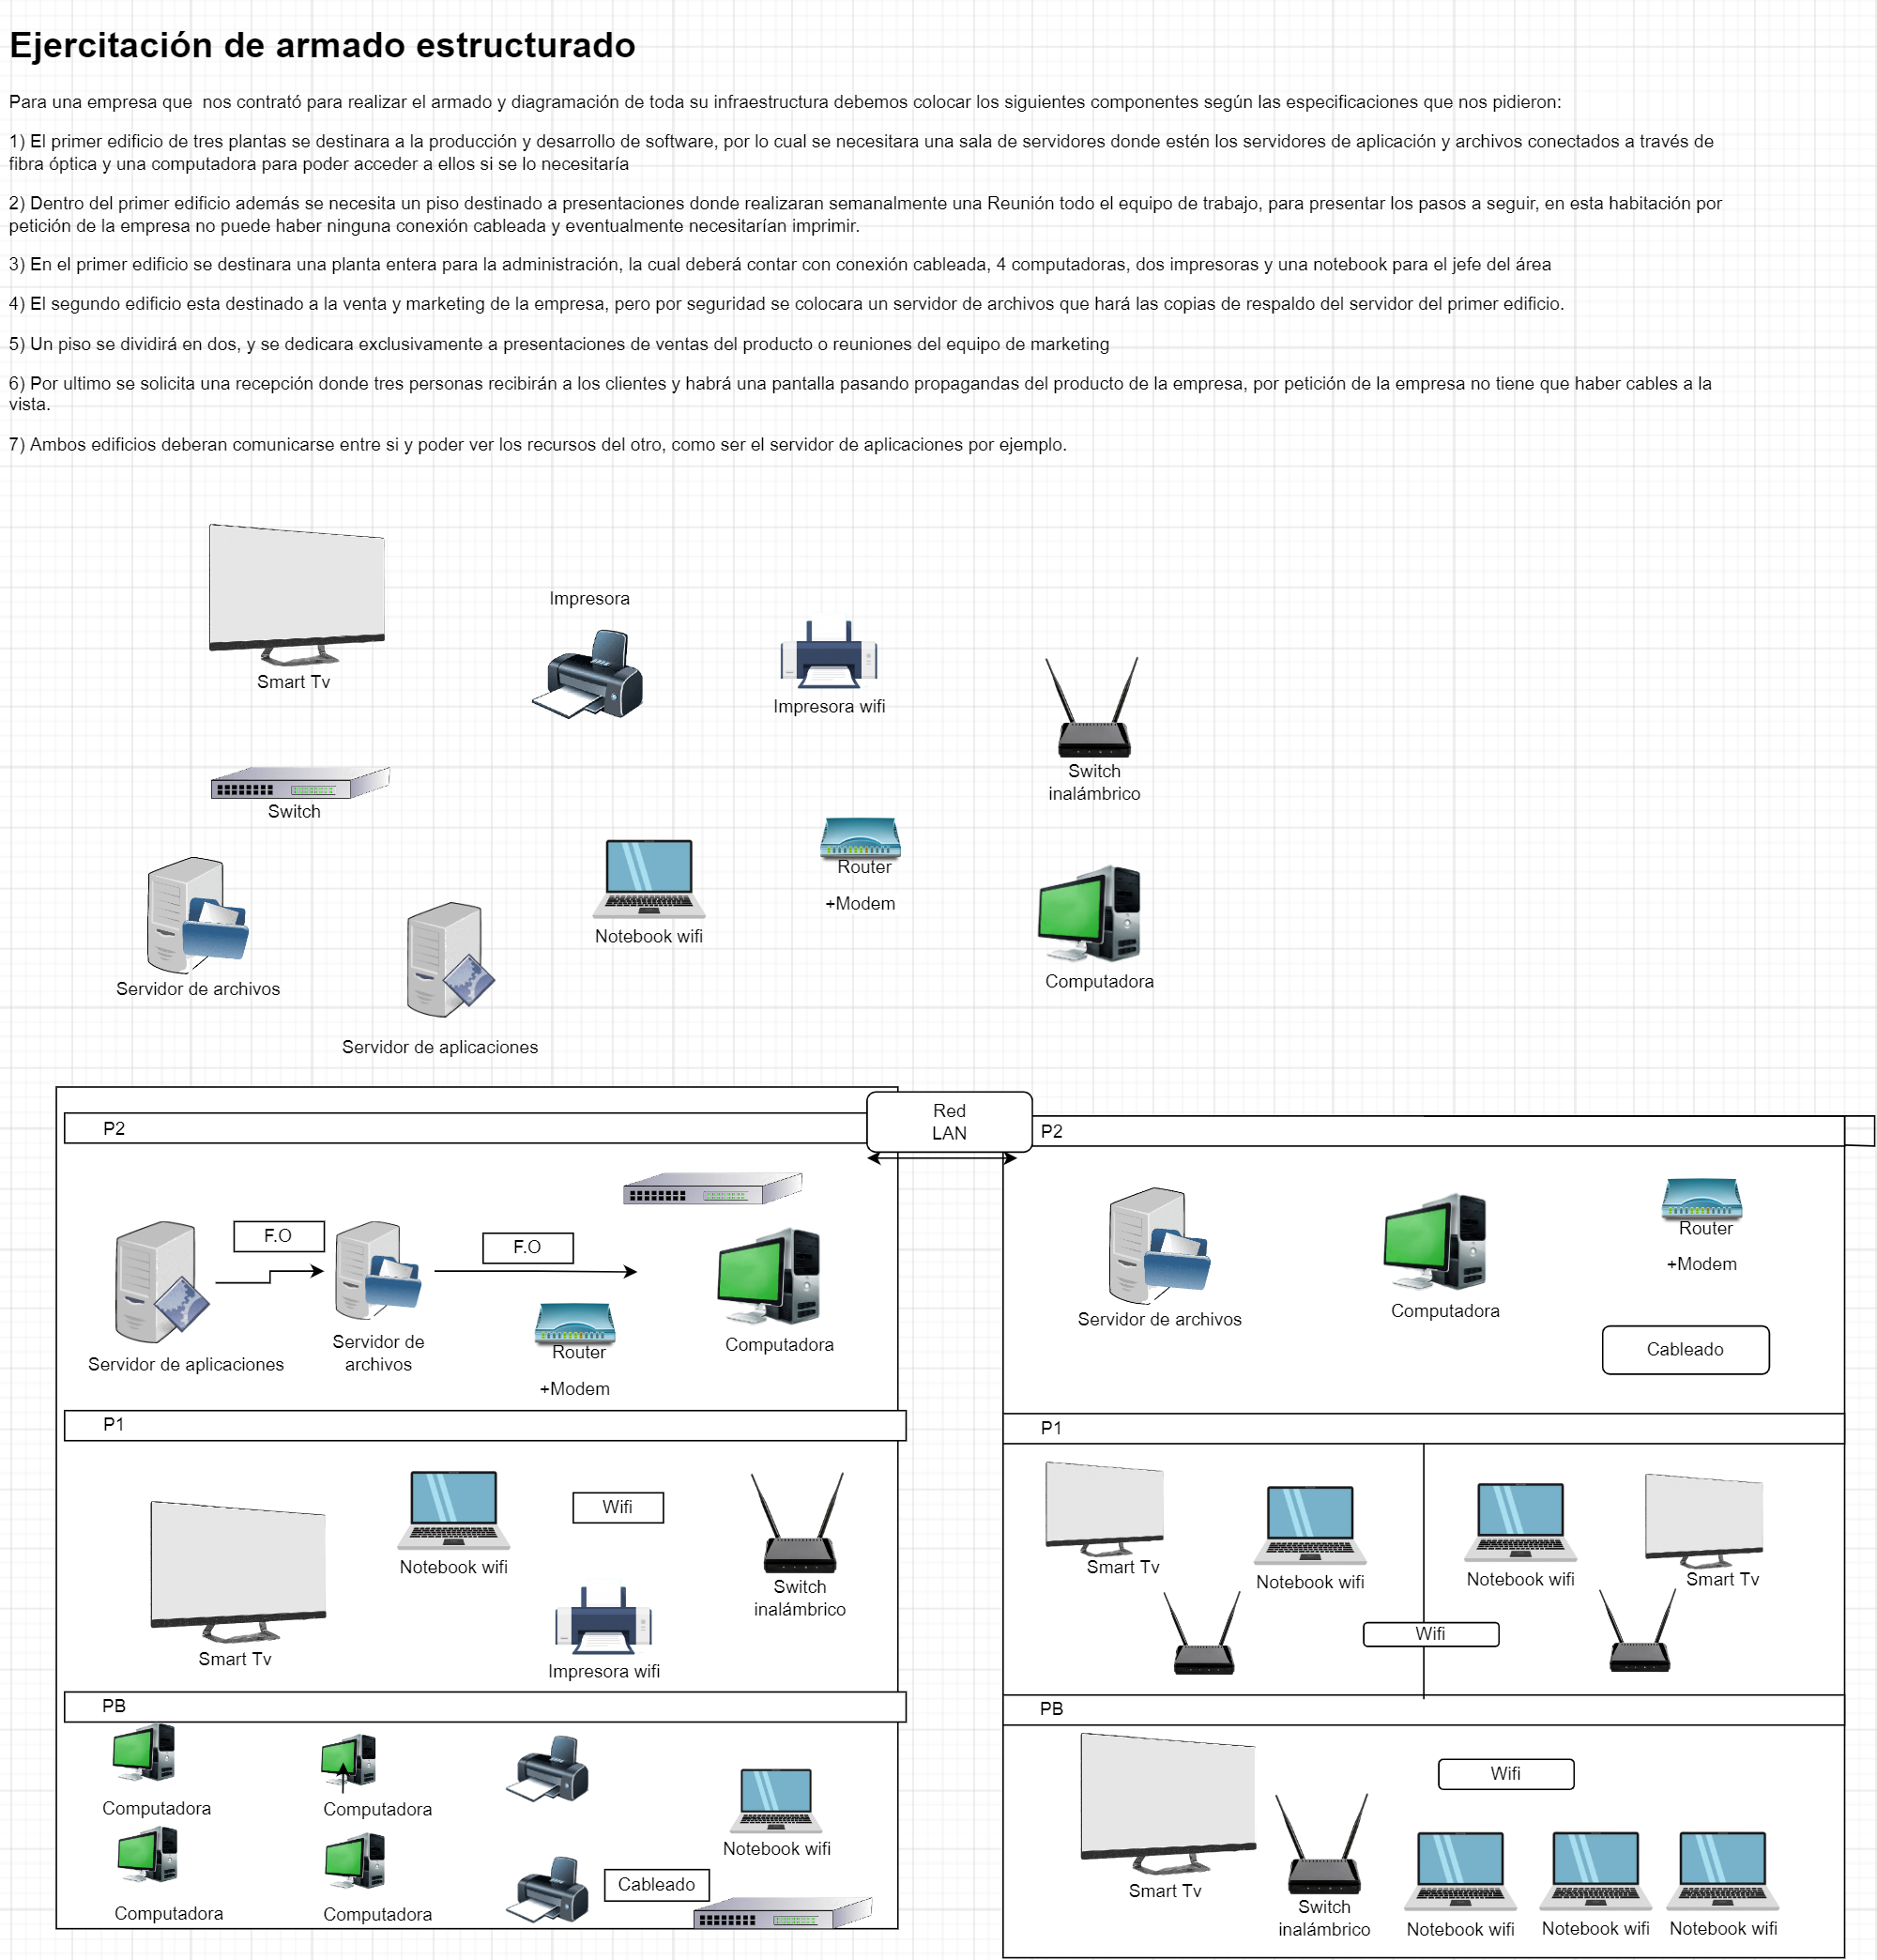 Ejercitación de armado estructurado
Para una empresa que  nos contrató para realizar el armado y diagramación de toda su infraestructura debemos colocar los siguientes componentes según las especificaciones que nos pidieron:
1) El primer edificio de tres plantas se destinara a la producción y desarrollo de software, por lo cual se necesitara una sala de servidores donde estén los servidores de aplicación y archivos conectados a través de
fibra óptica y una computadora para poder acceder a ellos si se lo necesitaría
2) Dentro del primer edificio además se necesita un piso destinado a presentaciones donde realizaran semanalmente una Reunión todo el equipo de trabajo, para presentar los pasos a seguir, en esta habitación por
petición de la empresa no puede haber ninguna conexión cableada y eventualmente necesitarían imprimir.
3) En el primer edificio se destinara una planta entera para la administración, la cual deberá contar con conexión cableada, 4 computadoras, dos impresoras y una notebook para el jefe del área
4) El segundo edificio esta destinado a la venta y marketing de la empresa, pero por seguridad se colocara un servidor de archivos que hará las copias de respaldo del servidor del primer edificio.
5) Un piso se dividirá en dos, y se dedicara exclusivamente a presentaciones de ventas del producto o reuniones del equipo de marketing
6) Por ultimo se solicita una recepción donde tres personas recibirán a los clientes y habrá una pantalla pasando propagandas del producto de la empresa, por petición de la empresa no tiene que haber cables a la
vista.
7) Ambos edificios deberan comunicarse entre si y poder ver los recursos del otro, como ser el servidor de aplicaciones por ejemplo.
Impresora
Smart Tv
Impresora wifi
Switch
inalámbrico
Switch
Router
+Modem
Notebook wifi
Computadora
Servidor de archivos
Servidor de aplicaciones
Red
LAN
P2
F.O
F.O
Servidor de aplicaciones
Servidor de
archivos
Router
+Modem
Computadora
P1
Notebook wifi
Wifi
Switch
inalámbrico
Smart Tv
Impresora wifi
PB
Computadora
Computadora
Notebook wifi
Computadora
Computadora
Cableado
P2
Servidor de archivos
Computadora
Router
+Modem
Cableado
P1
Smart Tv
Notebook wifi
Notebook wifi
Smart Tv
Wifi
PB
Wifi
Smart Tv
Switch
inalámbrico
Notebook wifi
Notebook wifi
Notebook wifi